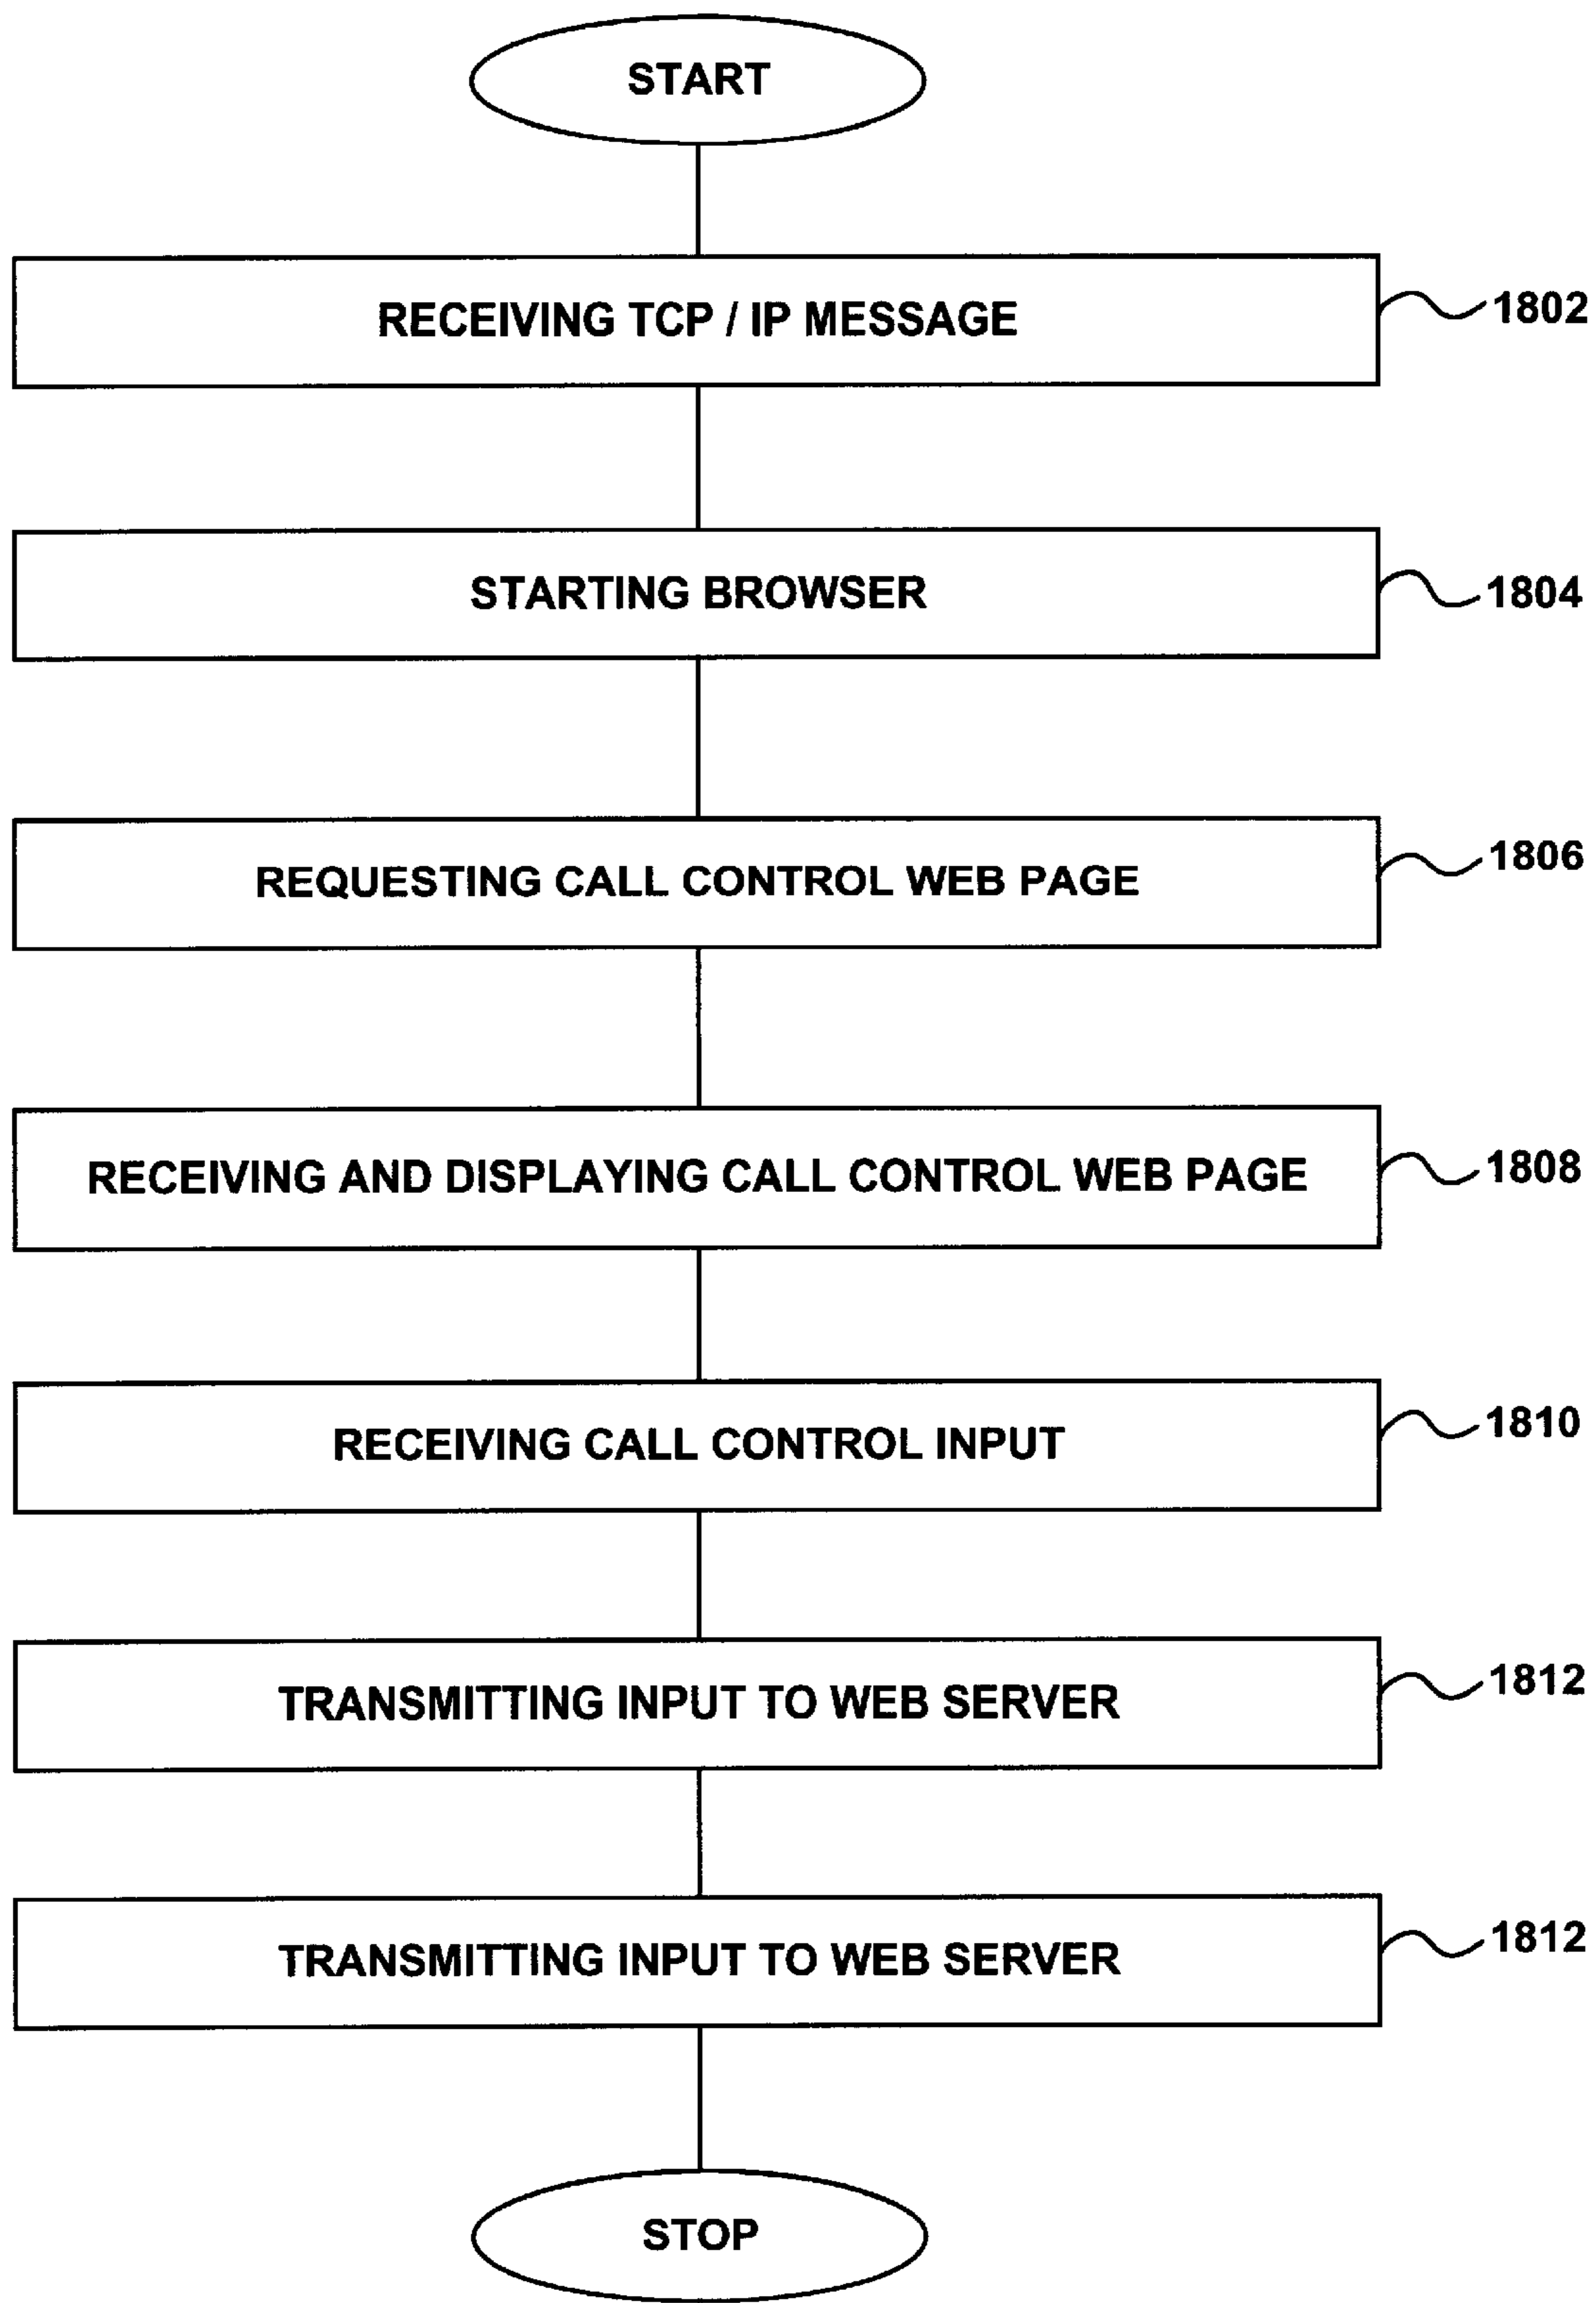 START
RECEIVING TCP / IP MESSAGE
1802
STARTING BROWSER
1804
REQUESTING CALL CONTROL WEB PAGE
1806
RECEIVING AND DISPLAYING CALL CONTROL WEB PAGE
1808
RECEIVING CALL CONTROL INPUT
1810
TRANSMITTING INPUT TO WEB SERVER
1812
TRANSMITTING INPUT TO WEB SERVER
1812
STOP